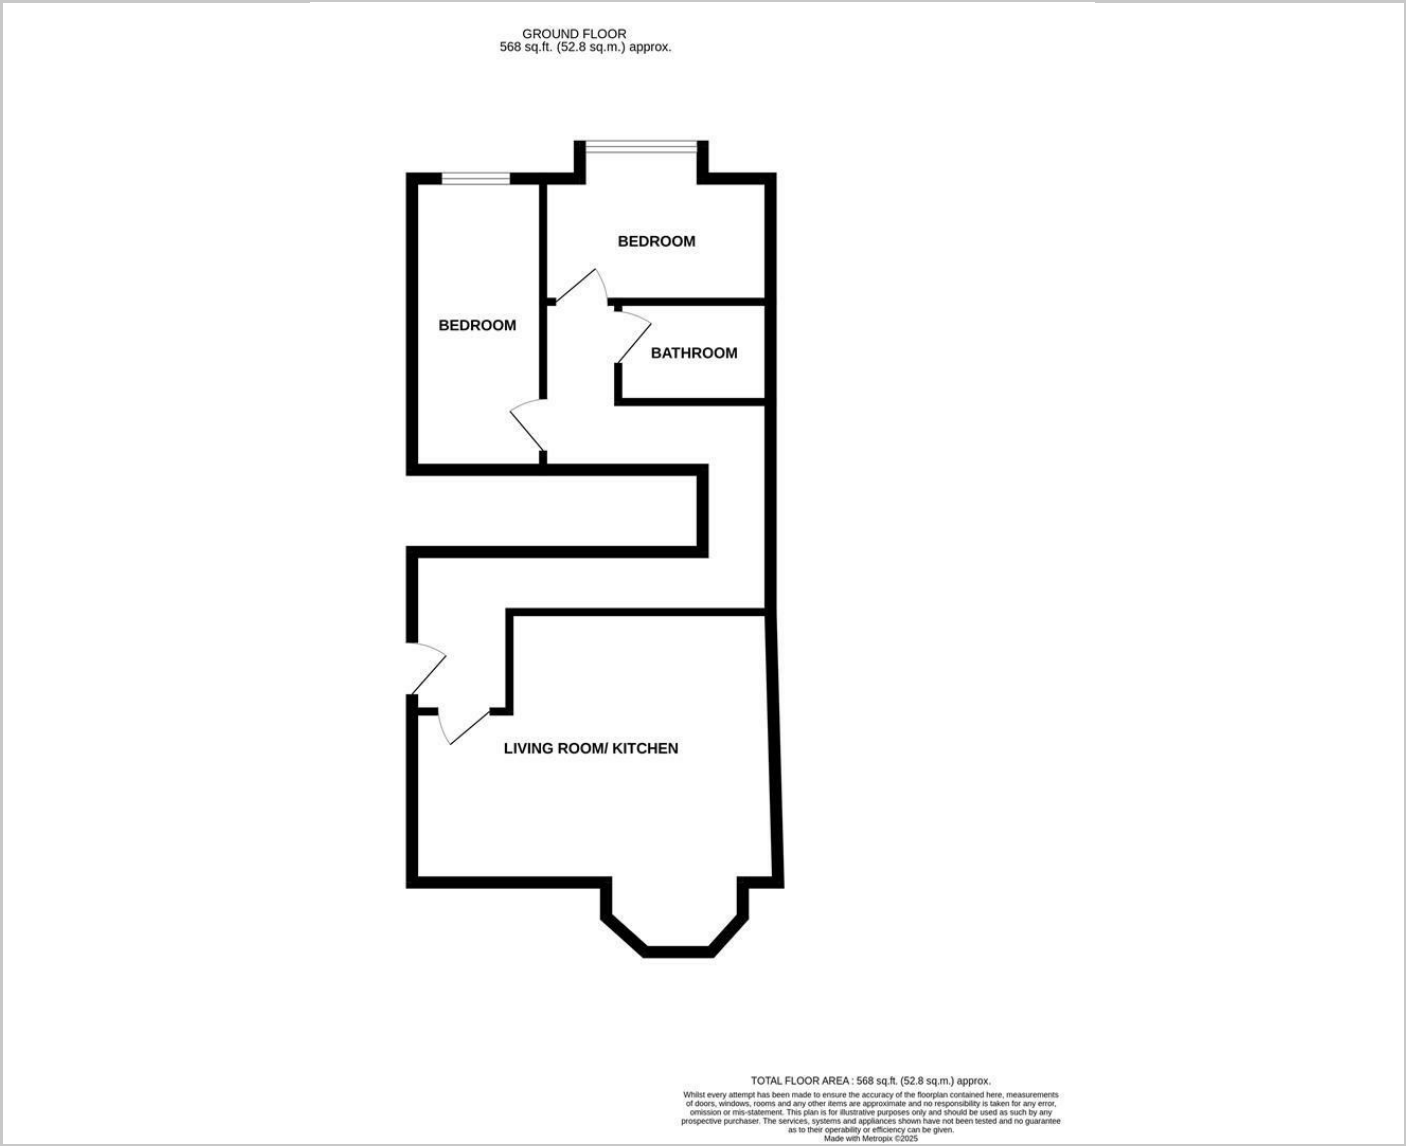 GROUND FLOOR
568 sq.ft. (52.8 sq.m.) approx.
BEDROOM
BEDROOM
BATHROOM
LIVING ROOM/ KITCHEN
TOTAL FLOOR AREA : 568 sq.ft. (52.8 sq.m.) approx.
Whilst every attempt has been made to ensure the accuracy of the floorplan contained here, measurements
of doors, windows, rooms and any other items are approximate and no responsibility is taken for any error,
omission or mis-statement. This plan is for illustrative purposes only and should be used as such by any
prospective purchaser. The services, systems and appliances shown have not been tested and no guarantee
as to their operability or efficiency can be given.
Made with Metropix ©2025